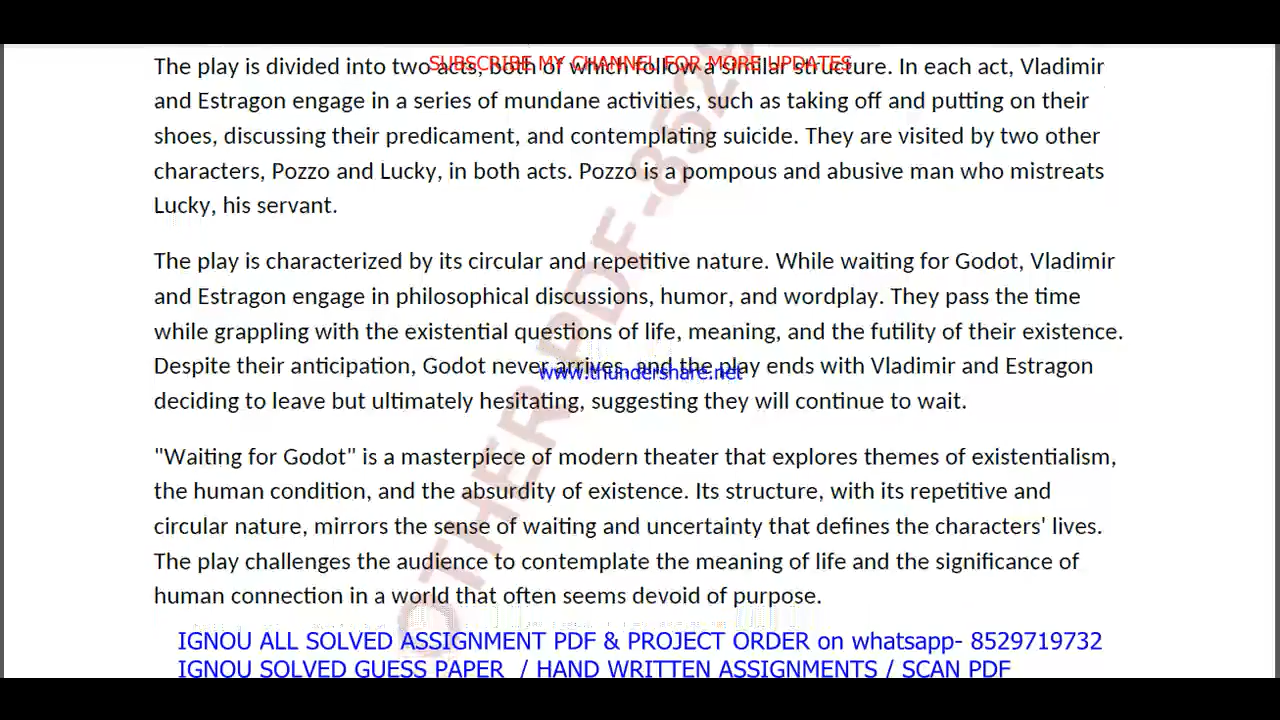 SUBSCRIBE MY CHANNEL FOR MORE UPDATES
The play is divided into two acts, both of which follow a similar structure. In each act, Vladimir
and Estragon engage in a series of mundane activities, such as taking off and putting on their
shoes, discussing their predicament, and contemplating suicide. They are visited by two other
characters, Pozzo and Lucky, in both acts. Pozzo is a pompous and abusive man who mistreats
Lucky, his servant.
The play is characterized by its circular and repetitive nature. While waiting for Godot, Vladimir
and Estragon engage in philosophical discussions, humor, and wordplay. They pass the time
while grappling with the existential questions of life, meaning, and the futility of their existence.
Despite their anticipation, Godot never arrives, and the play ends with Vladimir and Estragon
www.thundershare.net
deciding to leave but ultimately hesitating, suggesting they will continue to wait.
"Waiting for Godot" is a masterpiece of modern theater that explores themes of existentialism,
the human condition, and the absurdity of existence. Its structure, with its repetitive and
circular nature, mirrors the sense of waiting and uncertainty that defines the characters' lives.
The play challenges the audience to contemplate the meaning of life and the significance of
human connection in a world that often seems devoid of purpose.
OTHER PDF-852
IGNOU ALL SOLVED ASSIGNMENT PDF & PROJECT ORDER on whatsapp- 8529719732
IGNOU SOLVED GUESS PAPER / HAND WRITTEN ASSIGNMENTS / SCAN PDF